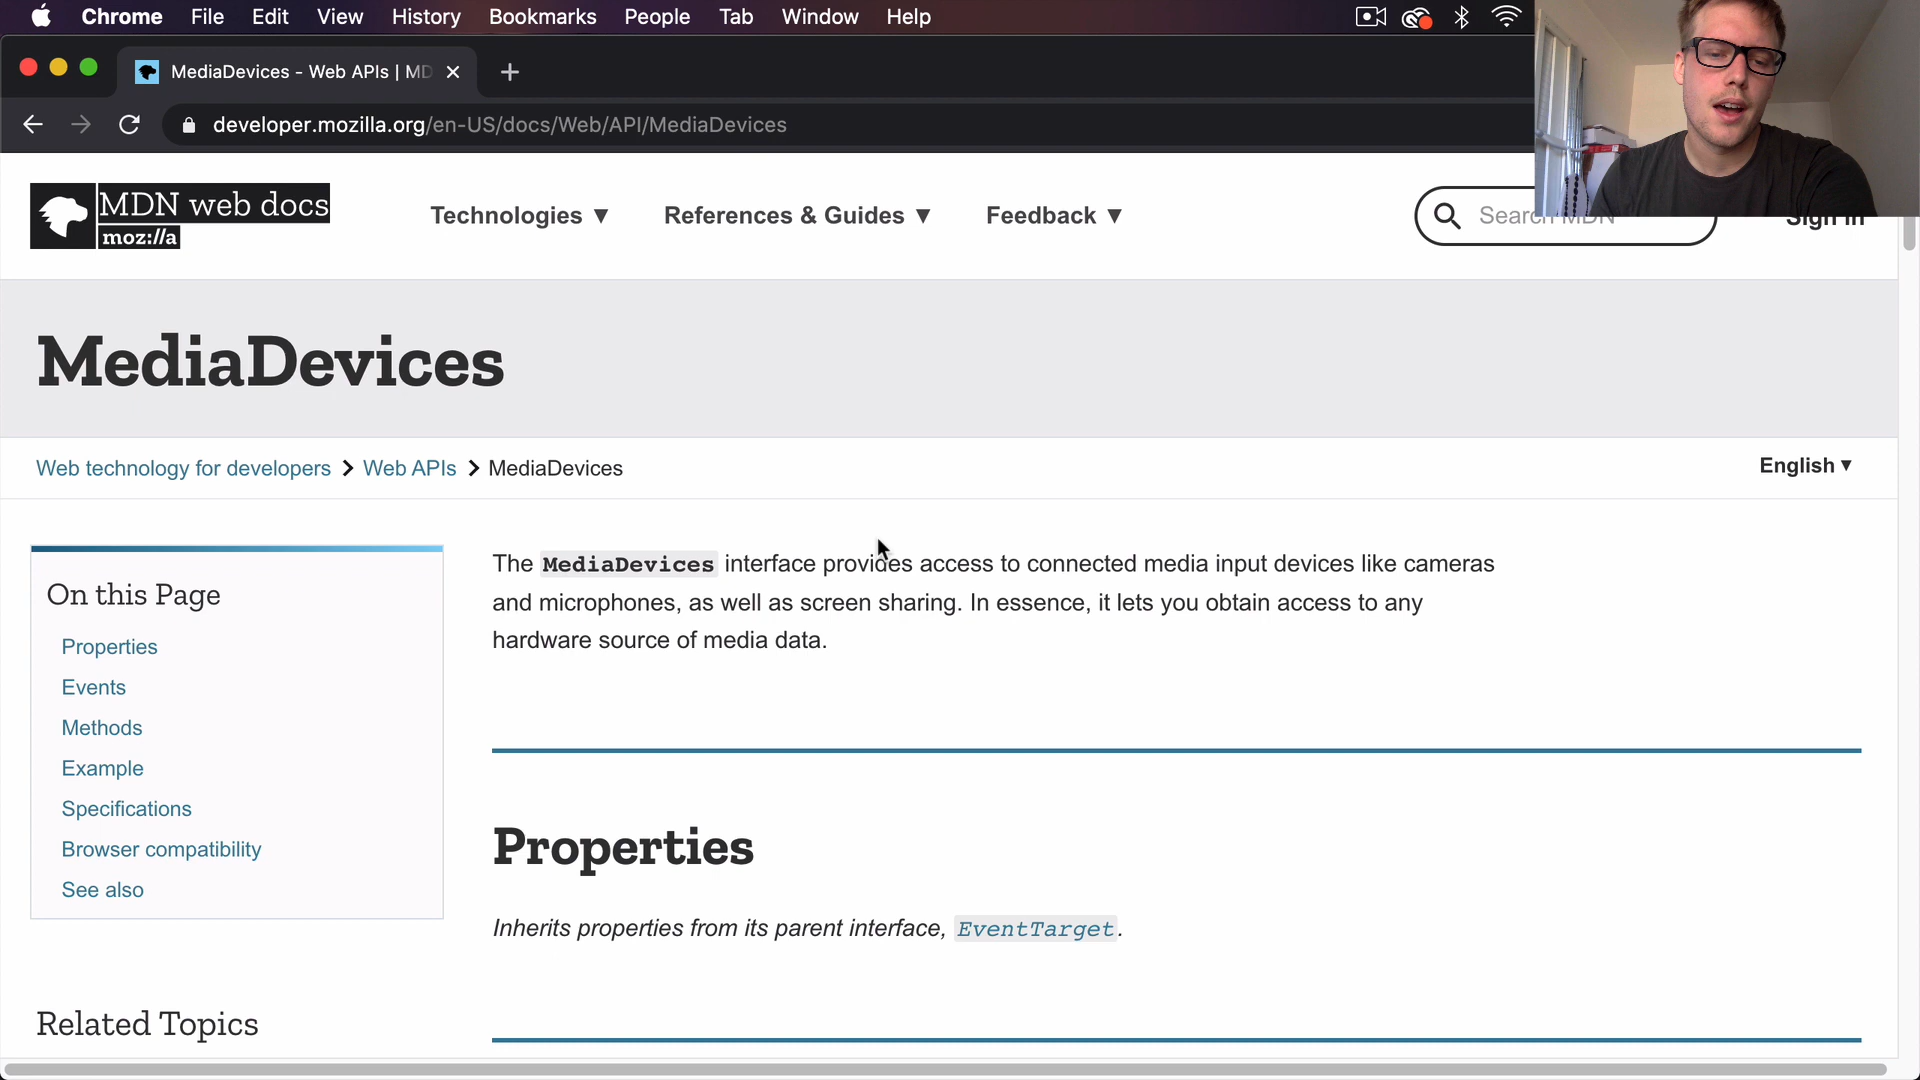 Chrome File Edit View History Bookmarks People Tab Window Help
MediaDevices - Web APIs | MD
developer.mozilla.org/en-US/docs/Web/API/MediaDevices
MDN web docs
moz://a
Technologies ▼ References & Guides ▼ Feedback ▼
Search MDN
Sign in
MediaDevices
Web technology for developers > Web APIs > MediaDevices
English ▼
The MediaDevices interface provides access to connected media input devices like cameras
and microphones, as well as screen sharing. In essence, it lets you obtain access to any
hardware source of media data.
On this Page
Properties
Events
Methods
Example
Specifications
Browser compatibility
See also
Properties
Inherits properties from its parent interface, EventTarget.
Related Topics